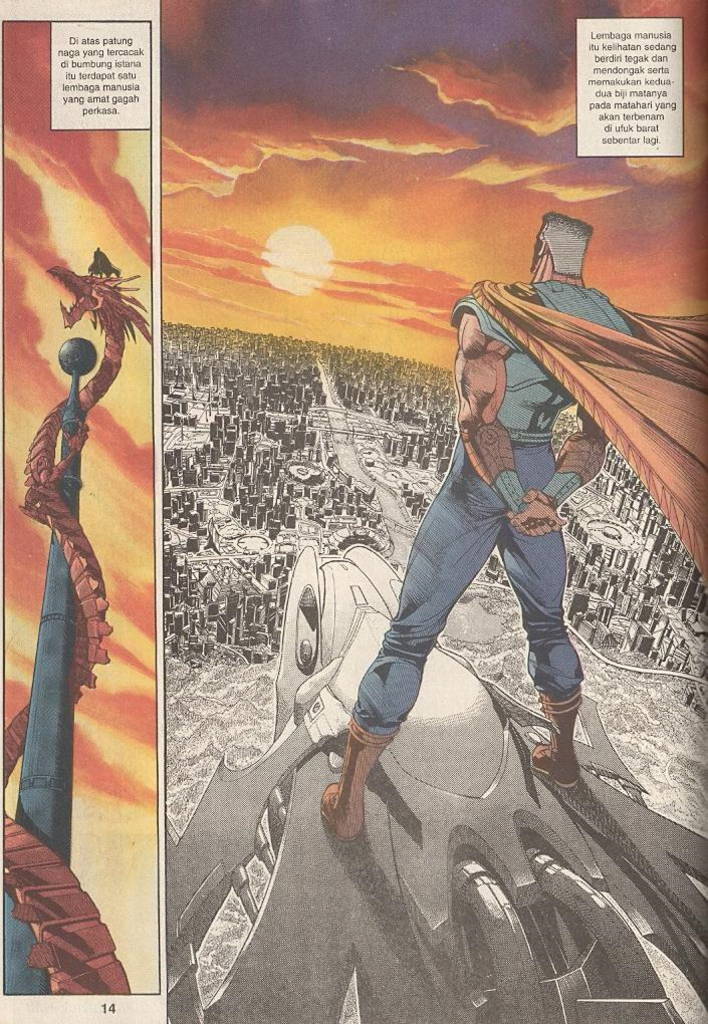 Di atas patung
naga yang tercacak
di bumbung istana
itu terdapat satu
lembaga manusia
yang amat gagah
perkasa.
Lembaga manusia
itu kelihatan sedang
berdiri tegak dan
mendongak serta
memakukan kedua-
dua biji matanya
pada matahari yang
akan terbenam
di ufuk barat
sebentar lagi.
14